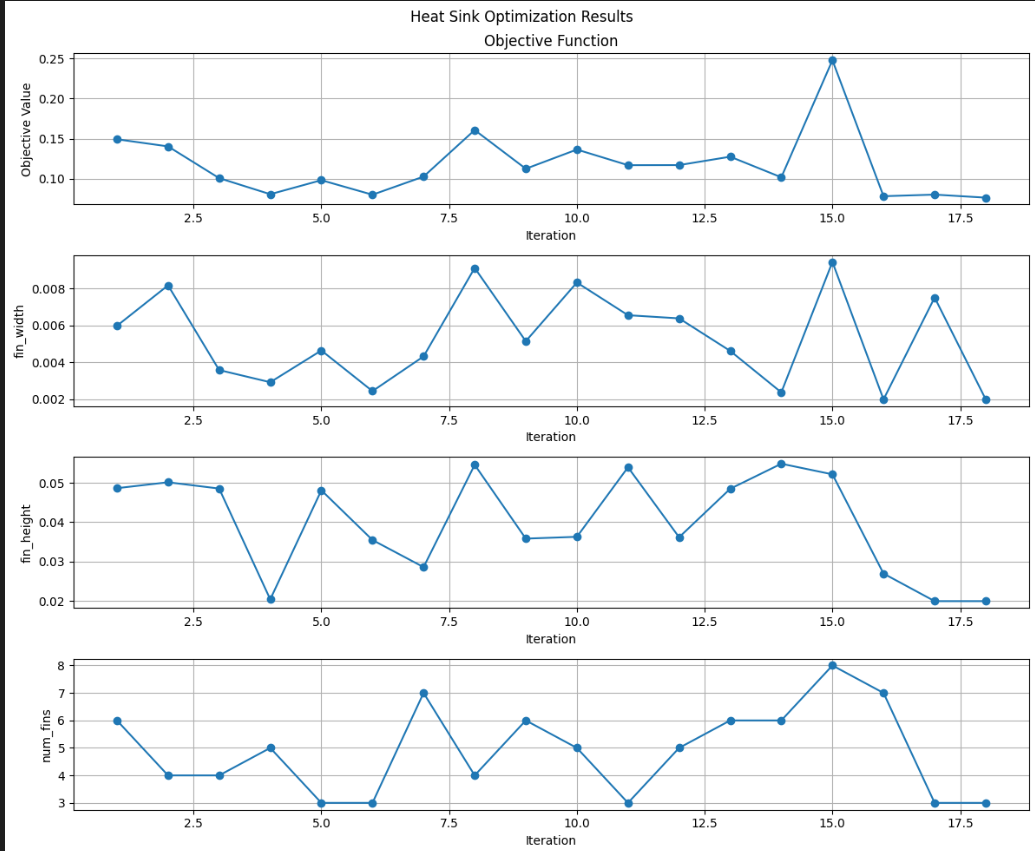 Heat Sink Optimization Results
Objective Function
Objective Value
0.25
0.20
0.15
0.10
2.5 5.0 7.5 10.0 12.5 15.0 17.5
Iteration
fin_width
0.008
0.006
0.004
0.002
2.5 5.0 7.5 10.0 12.5 15.0 17.5
Iteration
fin_height
0.05
0.04
0.03
0.02
2.5 5.0 7.5 10.0 12.5 15.0 17.5
Iteration
num_fins
8
7
6
5
4
3
2.5 5.0 7.5 10.0 12.5 15.0 17.5
Iteration